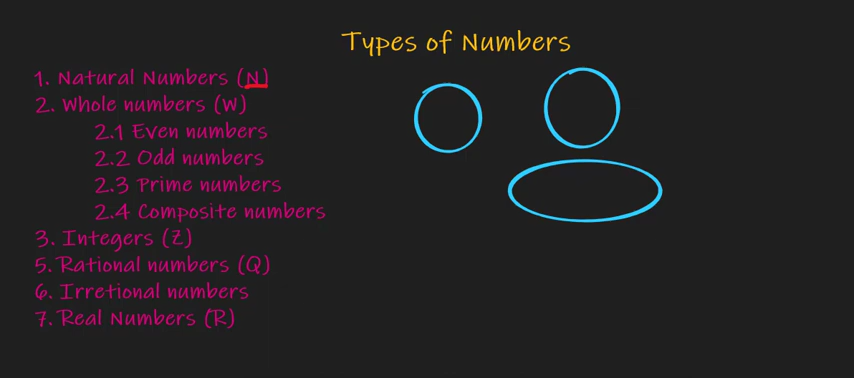 Types of Numbers
1. Natural Numbers (N)
2. Whole numbers (W)
2.1 Even numbers
2.2 Odd numbers
2.3 Prime numbers
2.4 Composite numbers
3. Integers (Z)
5. Rational numbers (Q)
6. Irretional numbers
7. Real Numbers (R)